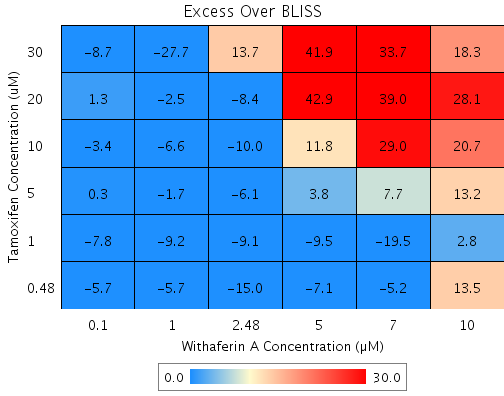 Excess Over BLISS
Tamoxifen Concentration (uM)
30 −8.7 −27.7 13.7 41.9 33.7 18.3
20 1.3 −2.5 −8.4 42.9 39.0 28.1
10 −3.4 −6.6 −10.0 11.8 29.0 20.7
5 0.3 −1.7 −6.1 3.8 7.7 13.2
1 −7.8 −9.2 −9.1 −9.5 −19.5 2.8
0.48 −5.7 −5.7 −15.0 −7.1 −5.2 13.5
0.1 1 2.48 5 7 10
Withaferin A Concentration (µM)
0.0 30.0